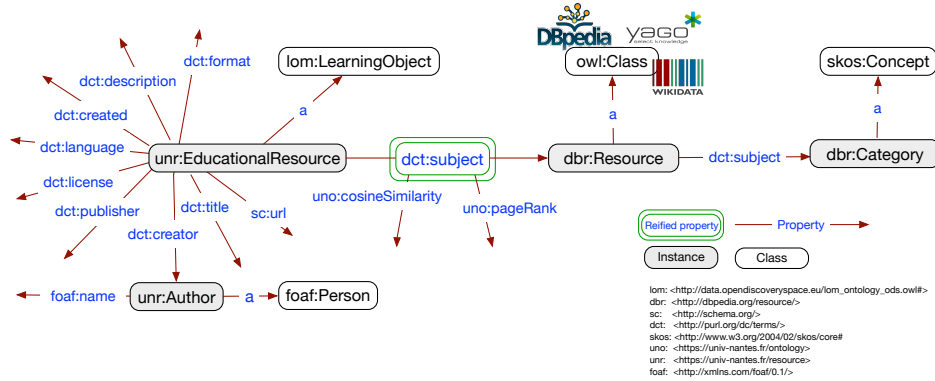 DBpedia
yAGO
select knowledge
dct:format
lom:LearningObject
owl:Class
skos:Concept
dct:description
WIKIDATA
dct:created
a
a
a
dct:language
unr:EducationalResource
dct:subject
dbr:Resource
dct:subject
dbr:Category
dct:license
uno:cosineSimilarity
dct:publisher
dct:title
sc:url
uno:pageRank
dct:creator
Reified property
Property
Instance
Class
foaf:name
unr:Author
a
foaf:Person
lom: <http://data.opendiscoveryspace.eu/lom_ontology_ods.owl#>
dbr: <http://dbpedia.org/resource/>
sc: <http://schema.org/>
dct: <http://purl.org/dc/terms/>
skos: <http://www.w3.org/2004/02/skos/core#
uno: <https://univ-nantes.fr/ontology>
unr: <https://univ-nantes.fr/resource>
foaf: <http://xmlns.com/foaf/0.1/>